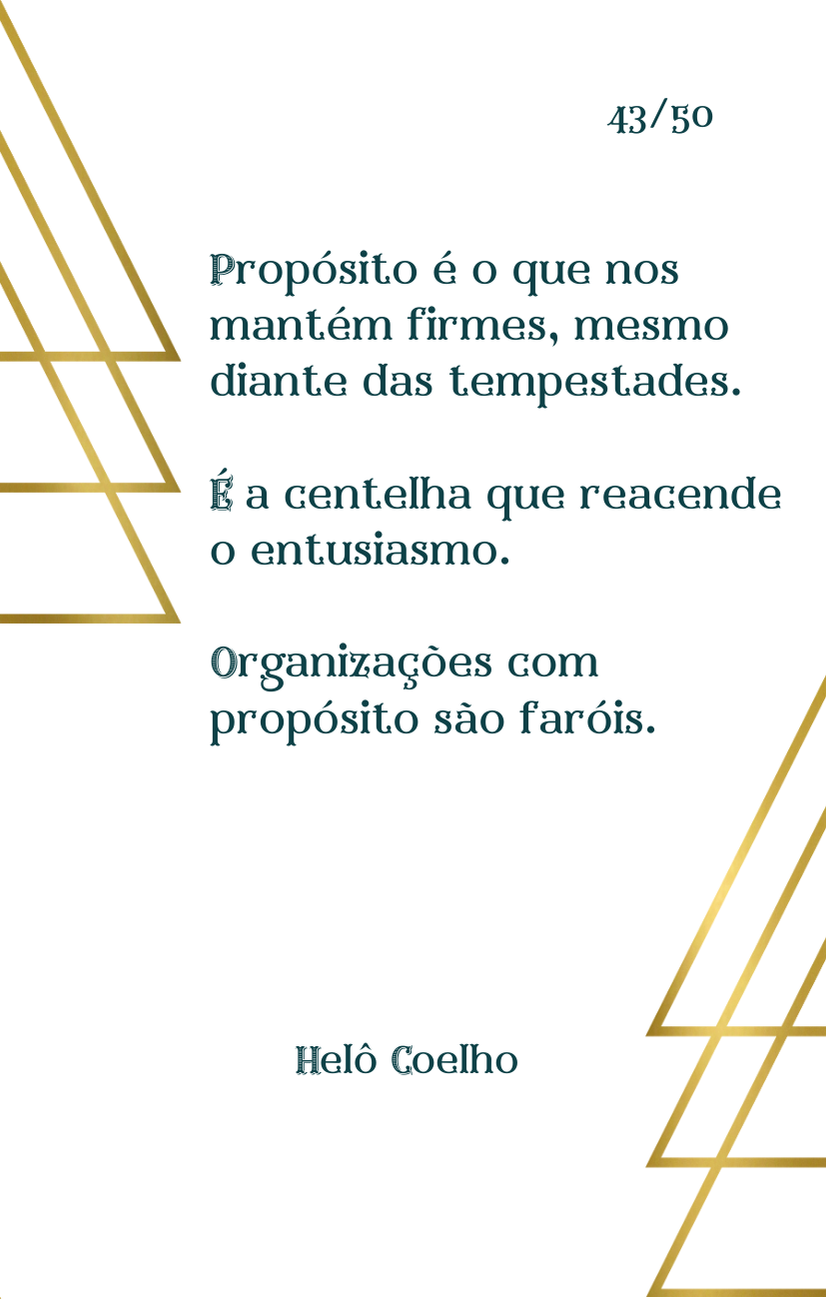 43/50
Propósito é o que nos
mantém firmes, mesmo
diante das tempestades.
É a centelha que reacende
o entusiasmo.
Organizações com
propósito são faróis.
Helô Coelho